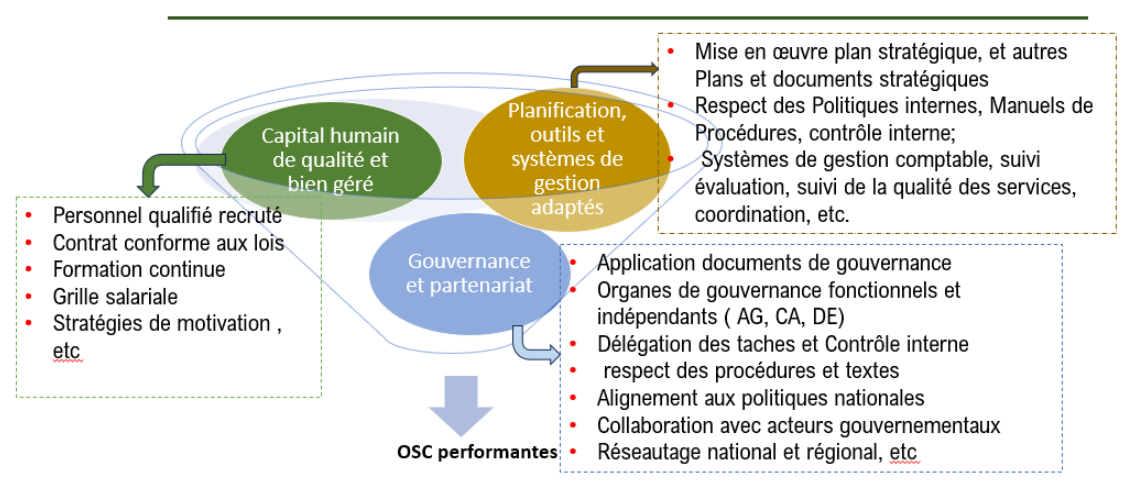 Capital humain
de qualité et
bien géré
Planification,
outils et
systèmes de
gestion
adaptés
• Mise en œuvre plan stratégique, et autres
Plans et documents stratégiques
• Respect des Politiques internes, Manuels de
Procédures, contrôle interne;
• Systèmes de gestion comptable, suivi
évaluation, suivi de la qualité des services,
coordination, etc.
• Personnel qualifié recruté
• Contrat conforme aux lois
• Formation continue
• Grille salariale
• Stratégies de motivation ,
etc
Gouvernance
et partenariat
• Application documents de gouvernance
• Organes de gouvernance fonctionnels et
indépendants ( AG, CA, DE)
• Délégation des taches et Contrôle interne
• respect des procédures et textes
• Alignement aux politiques nationales
• Collaboration avec acteurs gouvernementaux
• Réseautage national et régional, etc
OSC performantes